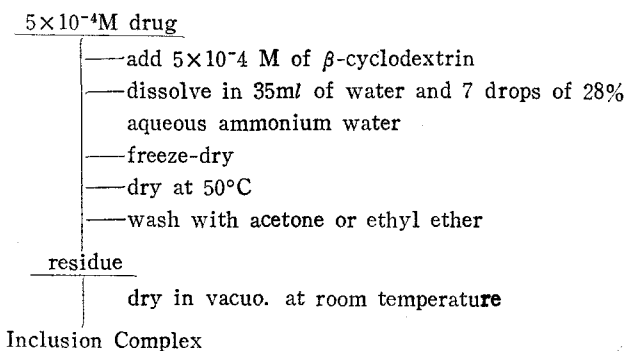 5×10⁻⁴M drug
—add 5×10⁻4 M of β-cyclodextrin
—dissolve in 35ml of water and 7 drops of 28%
aqueous ammonium water
—freeze-dry
—dry at 50°C
—wash with acetone or ethyl ether
residue
dry in vacuo. at room temperature
Inclusion Complex